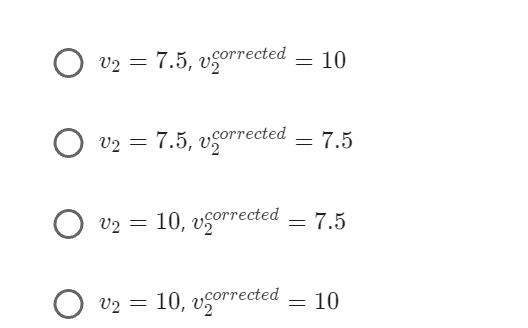 v₂ = 7.5, v₂^corrected = 10
v₂ = 7.5, v₂^corrected = 7.5
v₂ = 10, v₂^corrected = 7.5
v₂ = 10, v₂^corrected = 10